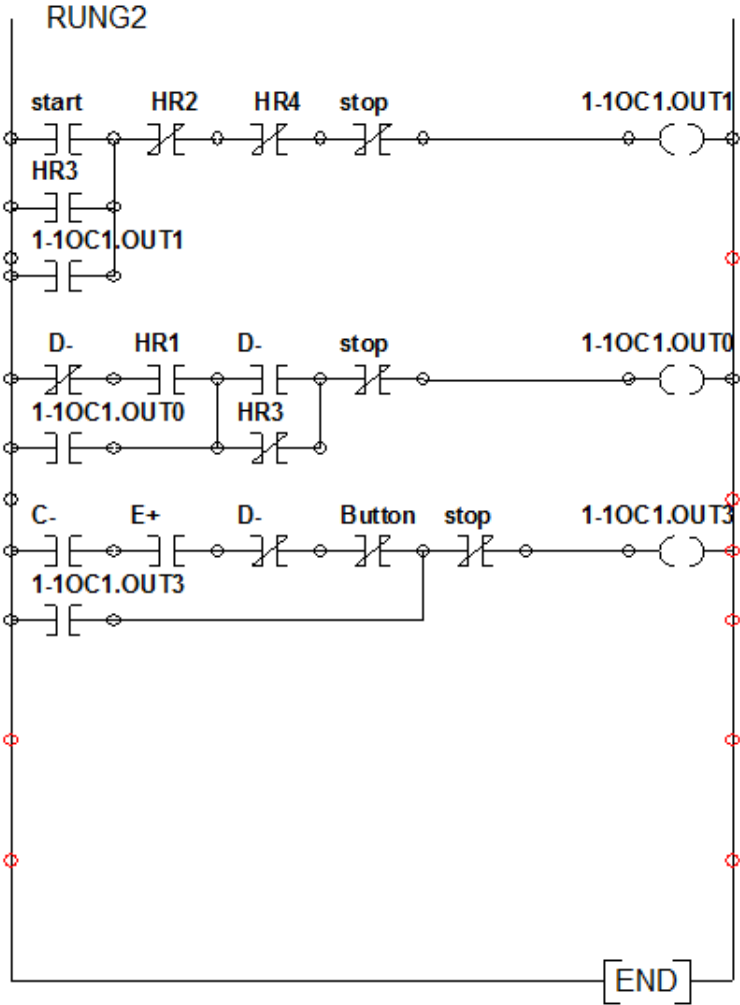 RUNG2
start HR2 HR4 stop 1-1OC1.OUT1
HR3
1-1OC1.OUT1
D- HR1 D- stop 1-1OC1.OUT0
1-1OC1.OUT0 HR3
C- E+ D- Button stop 1-1OC1.OUT3
1-1OC1.OUT3
END